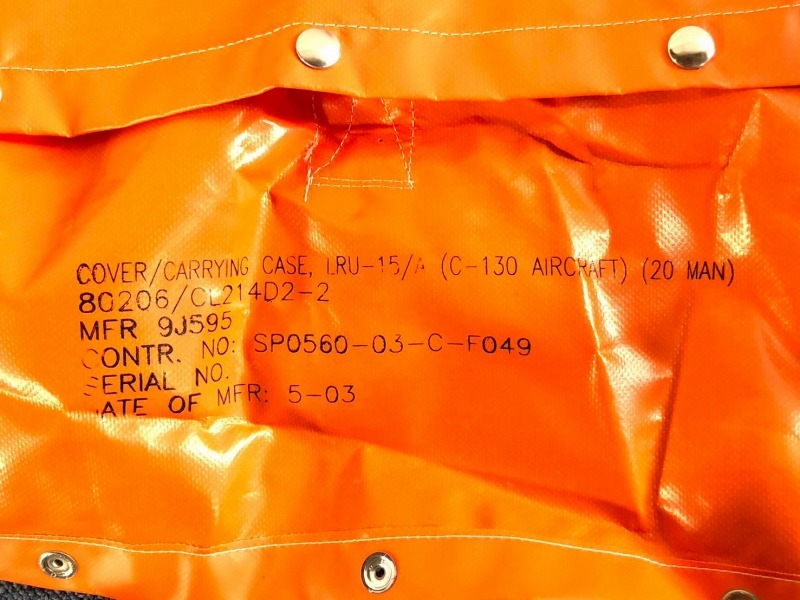 COVER/CARRYING CASE, LRU-15/A (C-130 AIRCRAFT) (20 MAN)
80206/CL214D2-2
MFR 9J595
CONTR. NO: SP0560-03-C-F049
SERIAL NO.
DATE OF MFR: 5-03